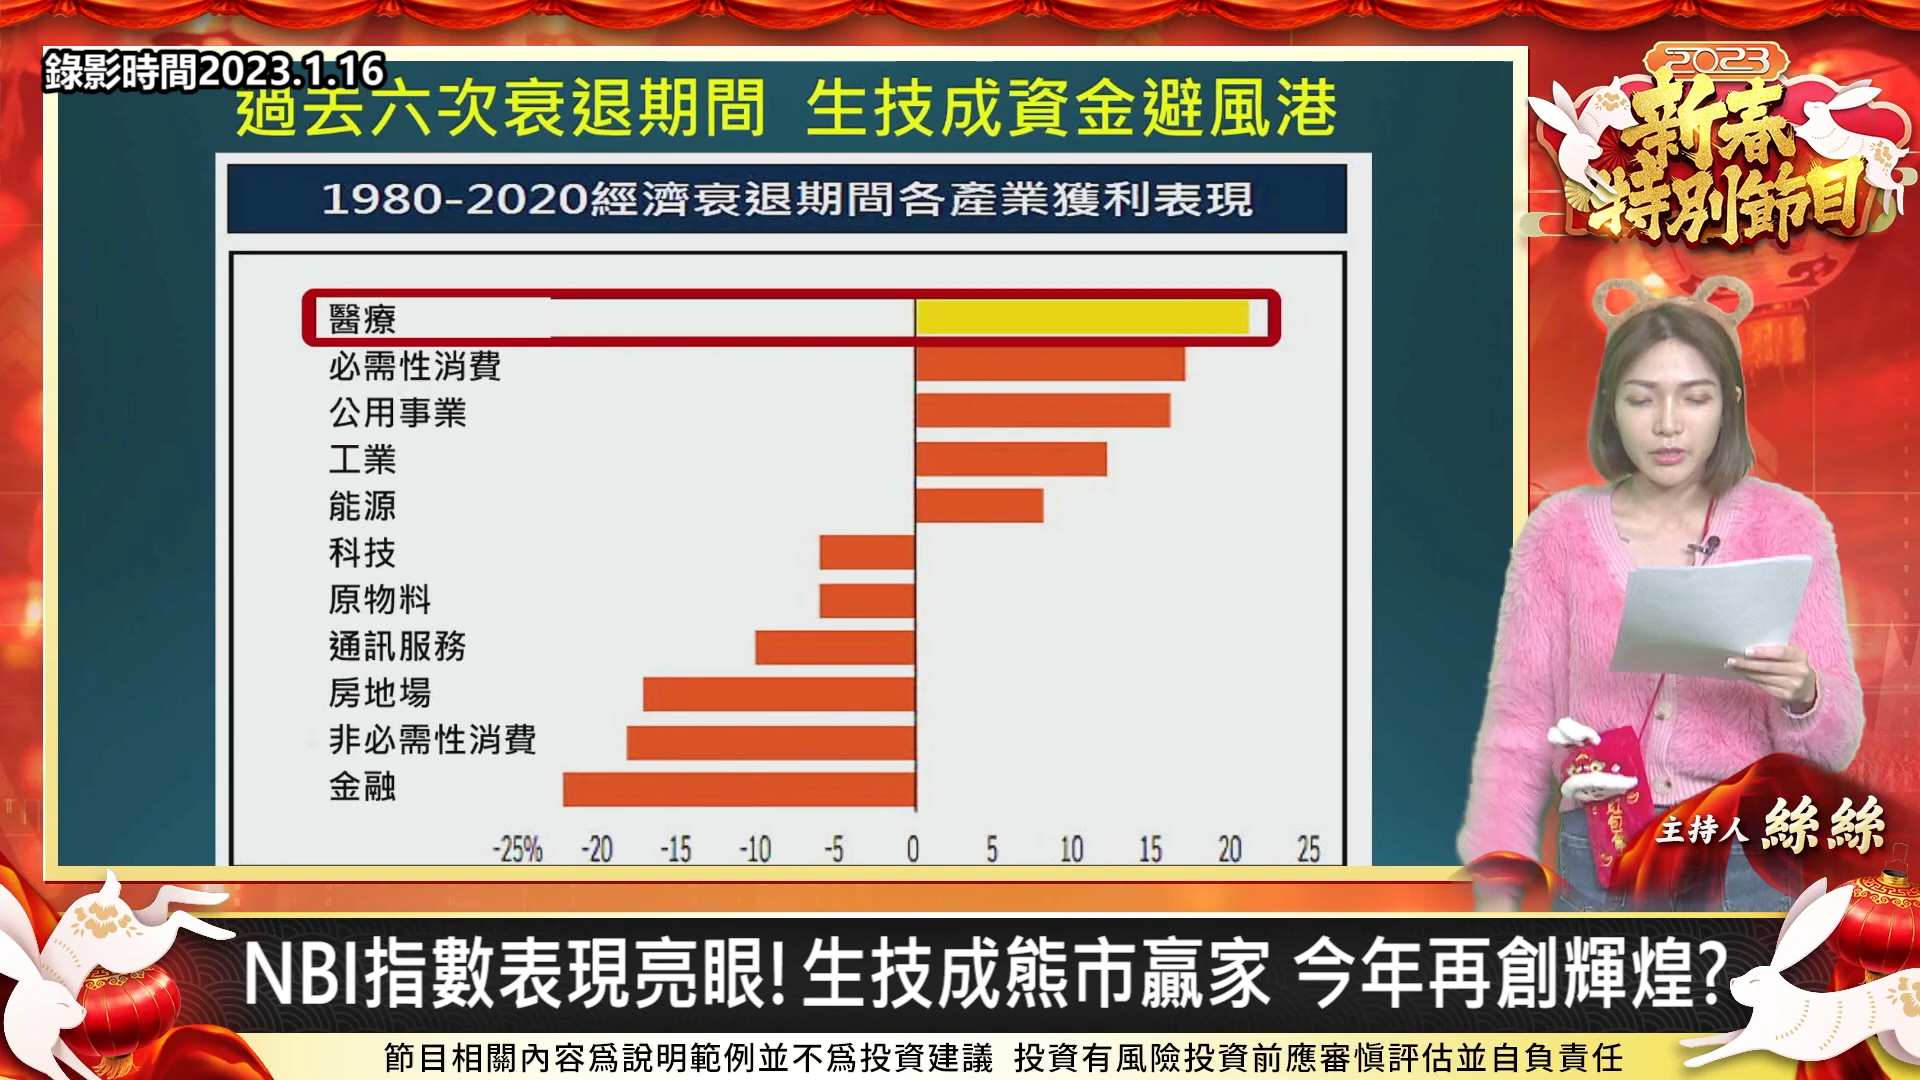 錄影時間2023.1.16
過去六次衰退期間 生技成資金避風港
1980-2020經濟衰退期間各產業獲利表現
醫療
必需性消費
公用事業
工業
能源
科技
原物料
通訊服務
房地場
非必需性消費
金融
-25% -20 -15 -10 -5 0 5 10 15 20 25
2023
新春
特別節目
主持人 絲絲
NBI指數表現亮眼! 生技成熊市贏家 今年再創輝煌?
節目相關內容為說明範例並不為投資建議 投資有風險投資前應審慎評估並自負責任